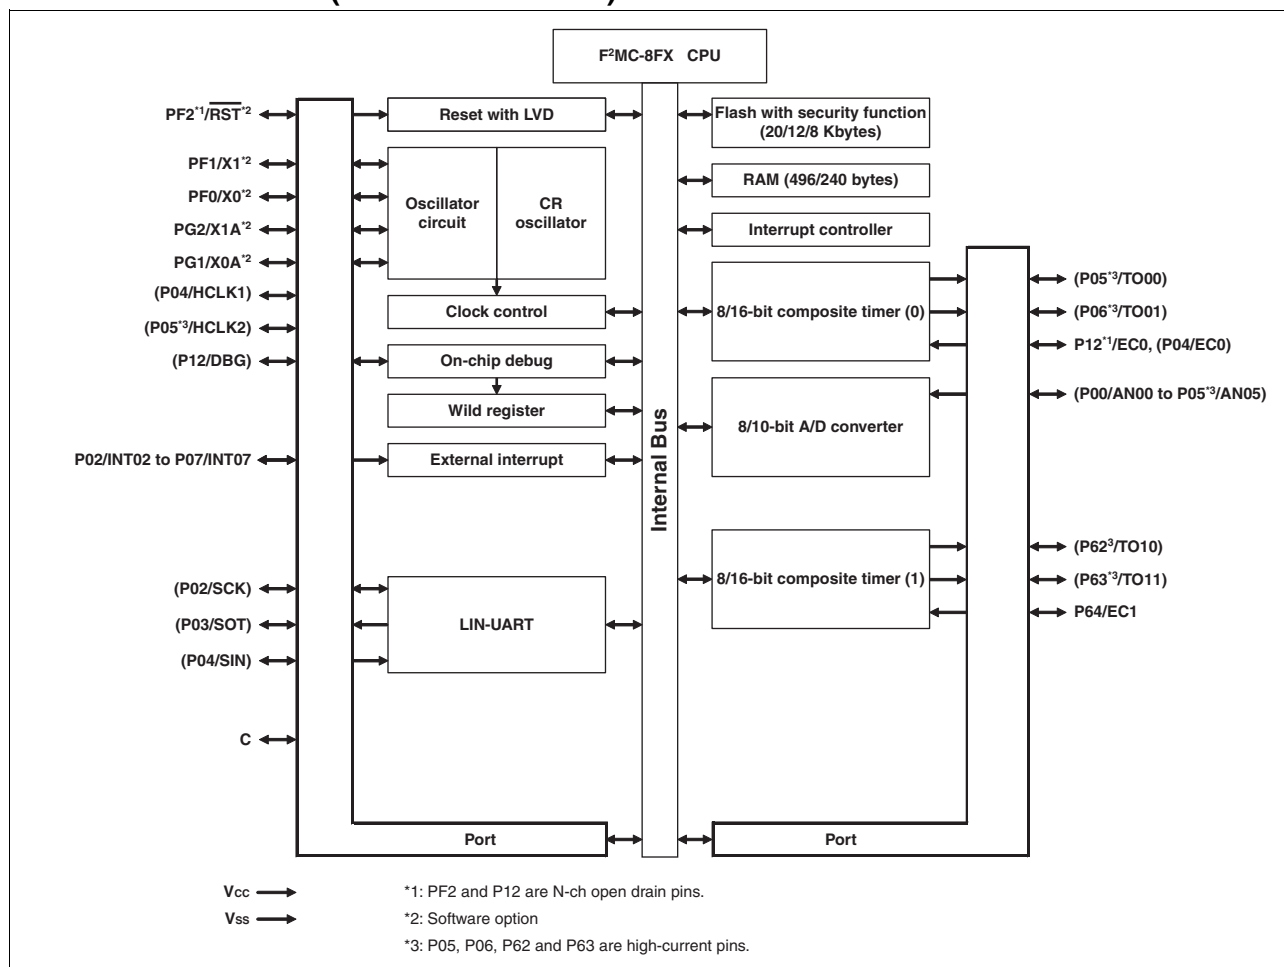 F²MC-8FX CPU
PF2*1/RST*2
PF1/X1*2
PF0/X0*2
PG2/X1A*2
PG1/X0A*2
(P04/HCLK1)
(P05*3/HCLK2)
(P12/DBG)
P02/INT02 to P07/INT07
(P02/SCK)
(P03/SOT)
(P04/SIN)
C
Reset with LVD
Oscillator
circuit
CR
oscillator
Clock control
On-chip debug
Wild register
External interrupt
LIN-UART
Port
Internal Bus
Flash with security function
(20/12/8 Kbytes)
RAM (496/240 bytes)
Interrupt controller
8/16-bit composite timer (0)
8/10-bit A/D converter
8/16-bit composite timer (1)
Port
(P05*3/TO00)
(P06*3/TO01)
P12*1/EC0, (P04/EC0)
(P00/AN00 to P05*3/AN05)
(P62³/TO10)
(P63*3/TO11)
P64/EC1
Vcc
Vss
*1: PF2 and P12 are N-ch open drain pins.
*2: Software option
*3: P05, P06, P62 and P63 are high-current pins.